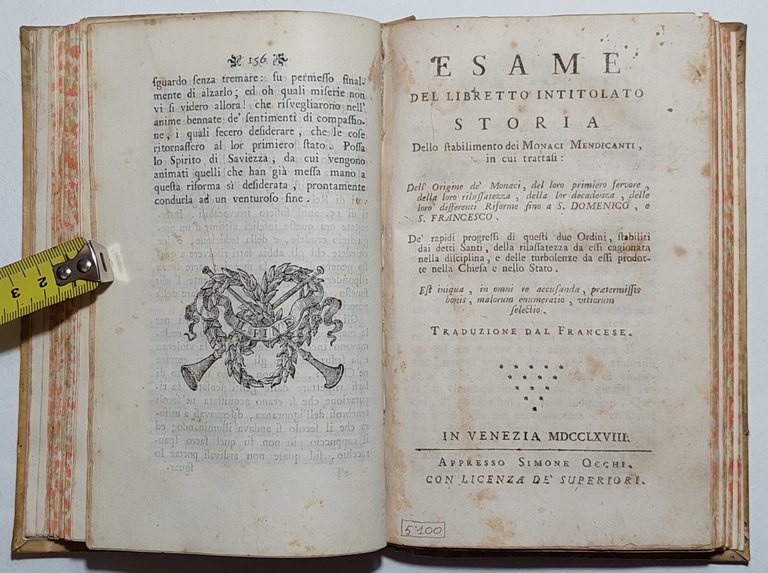 156
ſguardo ſenza tremare: fu permeſſo final-
mente di alzarlo; ed oh quali miſerie non
vi ſi videro allora! che riſvegliarono nell'
anime bennate de' ſentimenti di compaſſio-
ne, i quali fecero deſiderare, che le coſe
ritornaſſero al lor primiero ſtato. Poſſa
lo Spirito di Saviezza, da cui vengono
animati quelli che han già meſſa mano a
queſta riforma sì deſiderata, prontamente
condurla ad un venturoſo fine.
FINE
ESAME
DEL LIBRETTO INTITOLATO
STORIA
Dello ſtabilimento dei MONACI MENDICANTI,
in cui trattaſi:
Dell' Origine de' Monaci, del loro primiero fervore,
della loro rilaſſatezza, della lor decadenza, delle
loro differenti Riforme fino a S. DOMENICO, e
S. FRANCESCO.
De' rapidi progreſſi di queſti due Ordini, ſtabiliti
dai detti Santi, della rilaſſatezza da eſſi cagionata
nella diſciplina, e delle turbolenze da eſſi prodot-
te nella Chieſa e nello Stato.
Eſt iniqua, in omni re accuſanda, prætermiſſis
bonis, malorum enumeratio, vitiorum
ſelectio.
TRADUZIONE DAL FRANCESE.
IN VENEZIA MDCCLXVIII.
APPRESSO SIMONE OCCHI.
CON LICENZA DE' SUPERIORI.
5'100